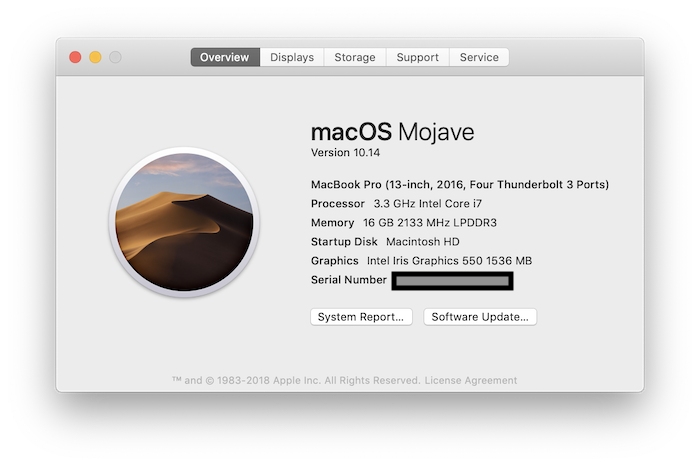 Overview Displays Storage Support Service
macOS Mojave
Version 10.14
MacBook Pro (13-inch, 2016, Four Thunderbolt 3 Ports)
Processor 3.3 GHz Intel Core i7
Memory 16 GB 2133 MHz LPDDR3
Startup Disk Macintosh HD
Graphics Intel Iris Graphics 550 1536 MB
Serial Number
System Report... Software Update...
™ and © 1983-2018 Apple Inc. All Rights Reserved. License Agreement